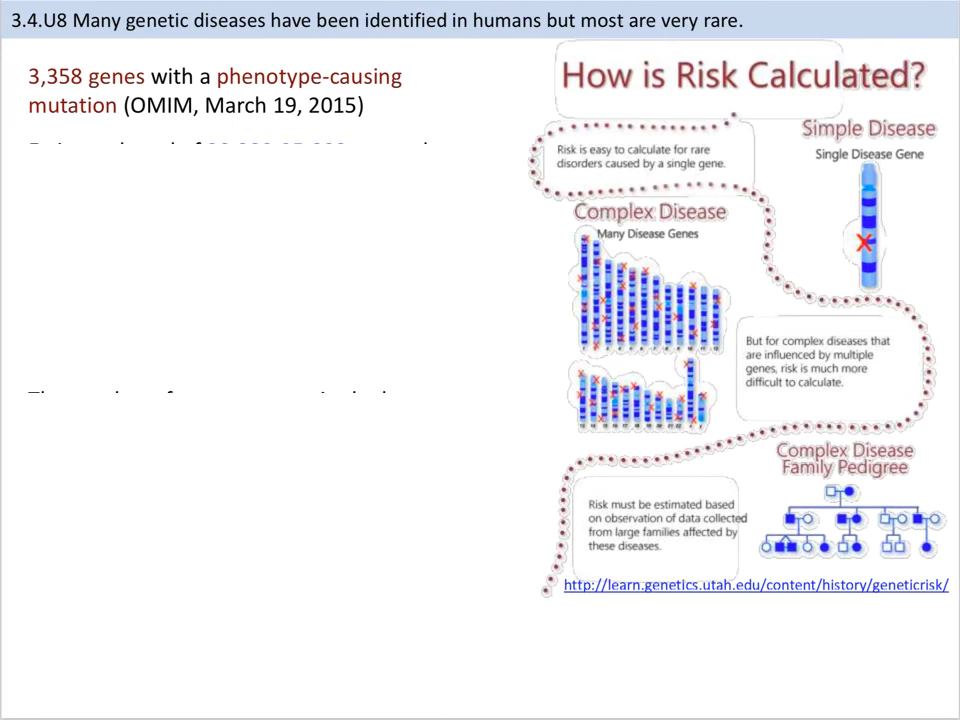 3.4.U8 Many genetic diseases have been identified in humans but most are very rare.
3,358 genes with a phenotype-causing
mutation (OMIM, March 19, 2015)
How is Risk Calculated?
Risk is easy to calculate for rare
disorders caused by a single gene.
Simple Disease
Single Disease Gene
Complex Disease
Many Disease Genes
But for complex diseases that
are influenced by multiple
genes, risk is much more
difficult to calculate.
Complex Disease
Family Pedigree
Risk must be estimated based
on observation of data collected
from large families affected by
these diseases.
http://learn.genetics.utah.edu/content/history/geneticrisk/